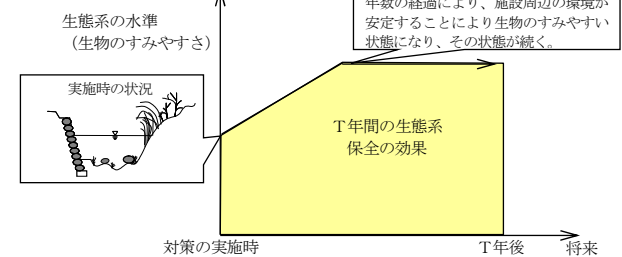 年数の経過により、施設周辺の環境が
安定することにより生物のすみやすい
状態になり、その状態が続く。
生態系の水準
（生物のすみやすさ）
実施時の状況
Ｔ年間の生態系
保全の効果
対策の実施時
Ｔ年後
将来